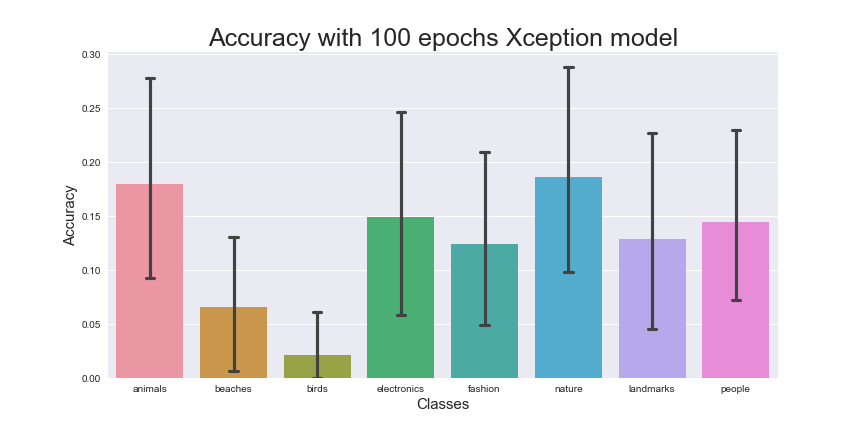 Accuracy with 100 epochs Xception model
0.30
0.25
0.20
0.15
0.10
0.05
0.00
Accuracy
animals beaches birds electronics fashion nature landmarks people
Classes